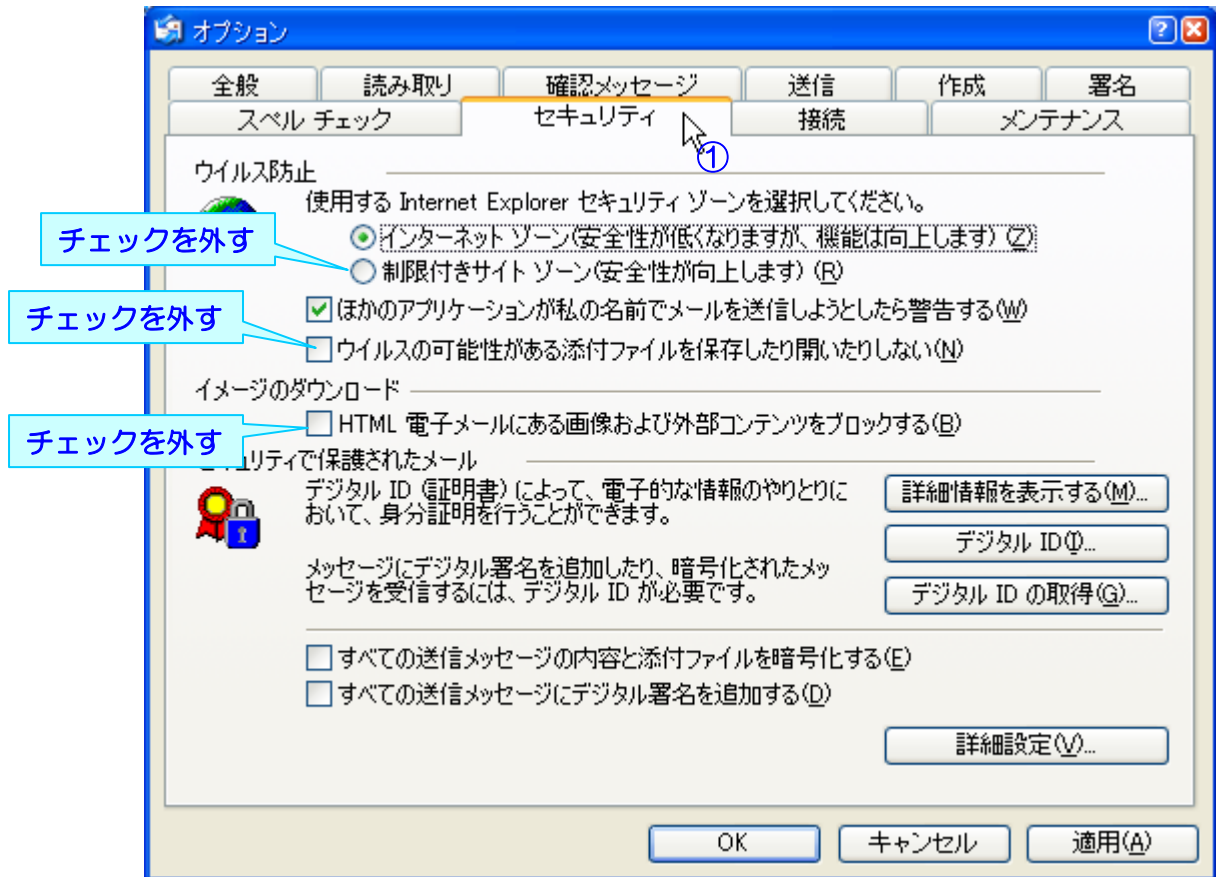 オプション
全般
読み取り
確認メッセージ
送信
作成
署名
スペル チェック
セキュリティ
接続
メンテナンス
①
ウイルス防止
使用する Internet Explorer セキュリティ ゾーンを選択してください。
チェックを外す
インターネット ゾーン(安全性が低くなりますが、機能は向上します) (Z)
制限付きサイト ゾーン(安全性が向上します) (R)
チェックを外す
ほかのアプリケーションが私の名前でメールを送信しようとしたら警告する(W)
ウイルスの可能性がある添付ファイルを保存したり開いたりしない(N)
イメージのダウンロード
チェックを外す
HTML 電子メールにある画像および外部コンテンツをブロックする(B)
セキュリティで保護されたメール
デジタル ID (証明書) によって、電子的な情報のやりとりに
おいて、身分証明を行うことができます。
詳細情報を表示する(M)...
デジタル ID(I)...
メッセージにデジタル署名を追加したり、暗号化されたメッ
セージを受信するには、デジタル ID が必要です。
デジタル ID の取得(G)...
すべての送信メッセージの内容と添付ファイルを暗号化する(E)
すべての送信メッセージにデジタル署名を追加する(D)
詳細設定(V)...
OK
キャンセル
適用(A)